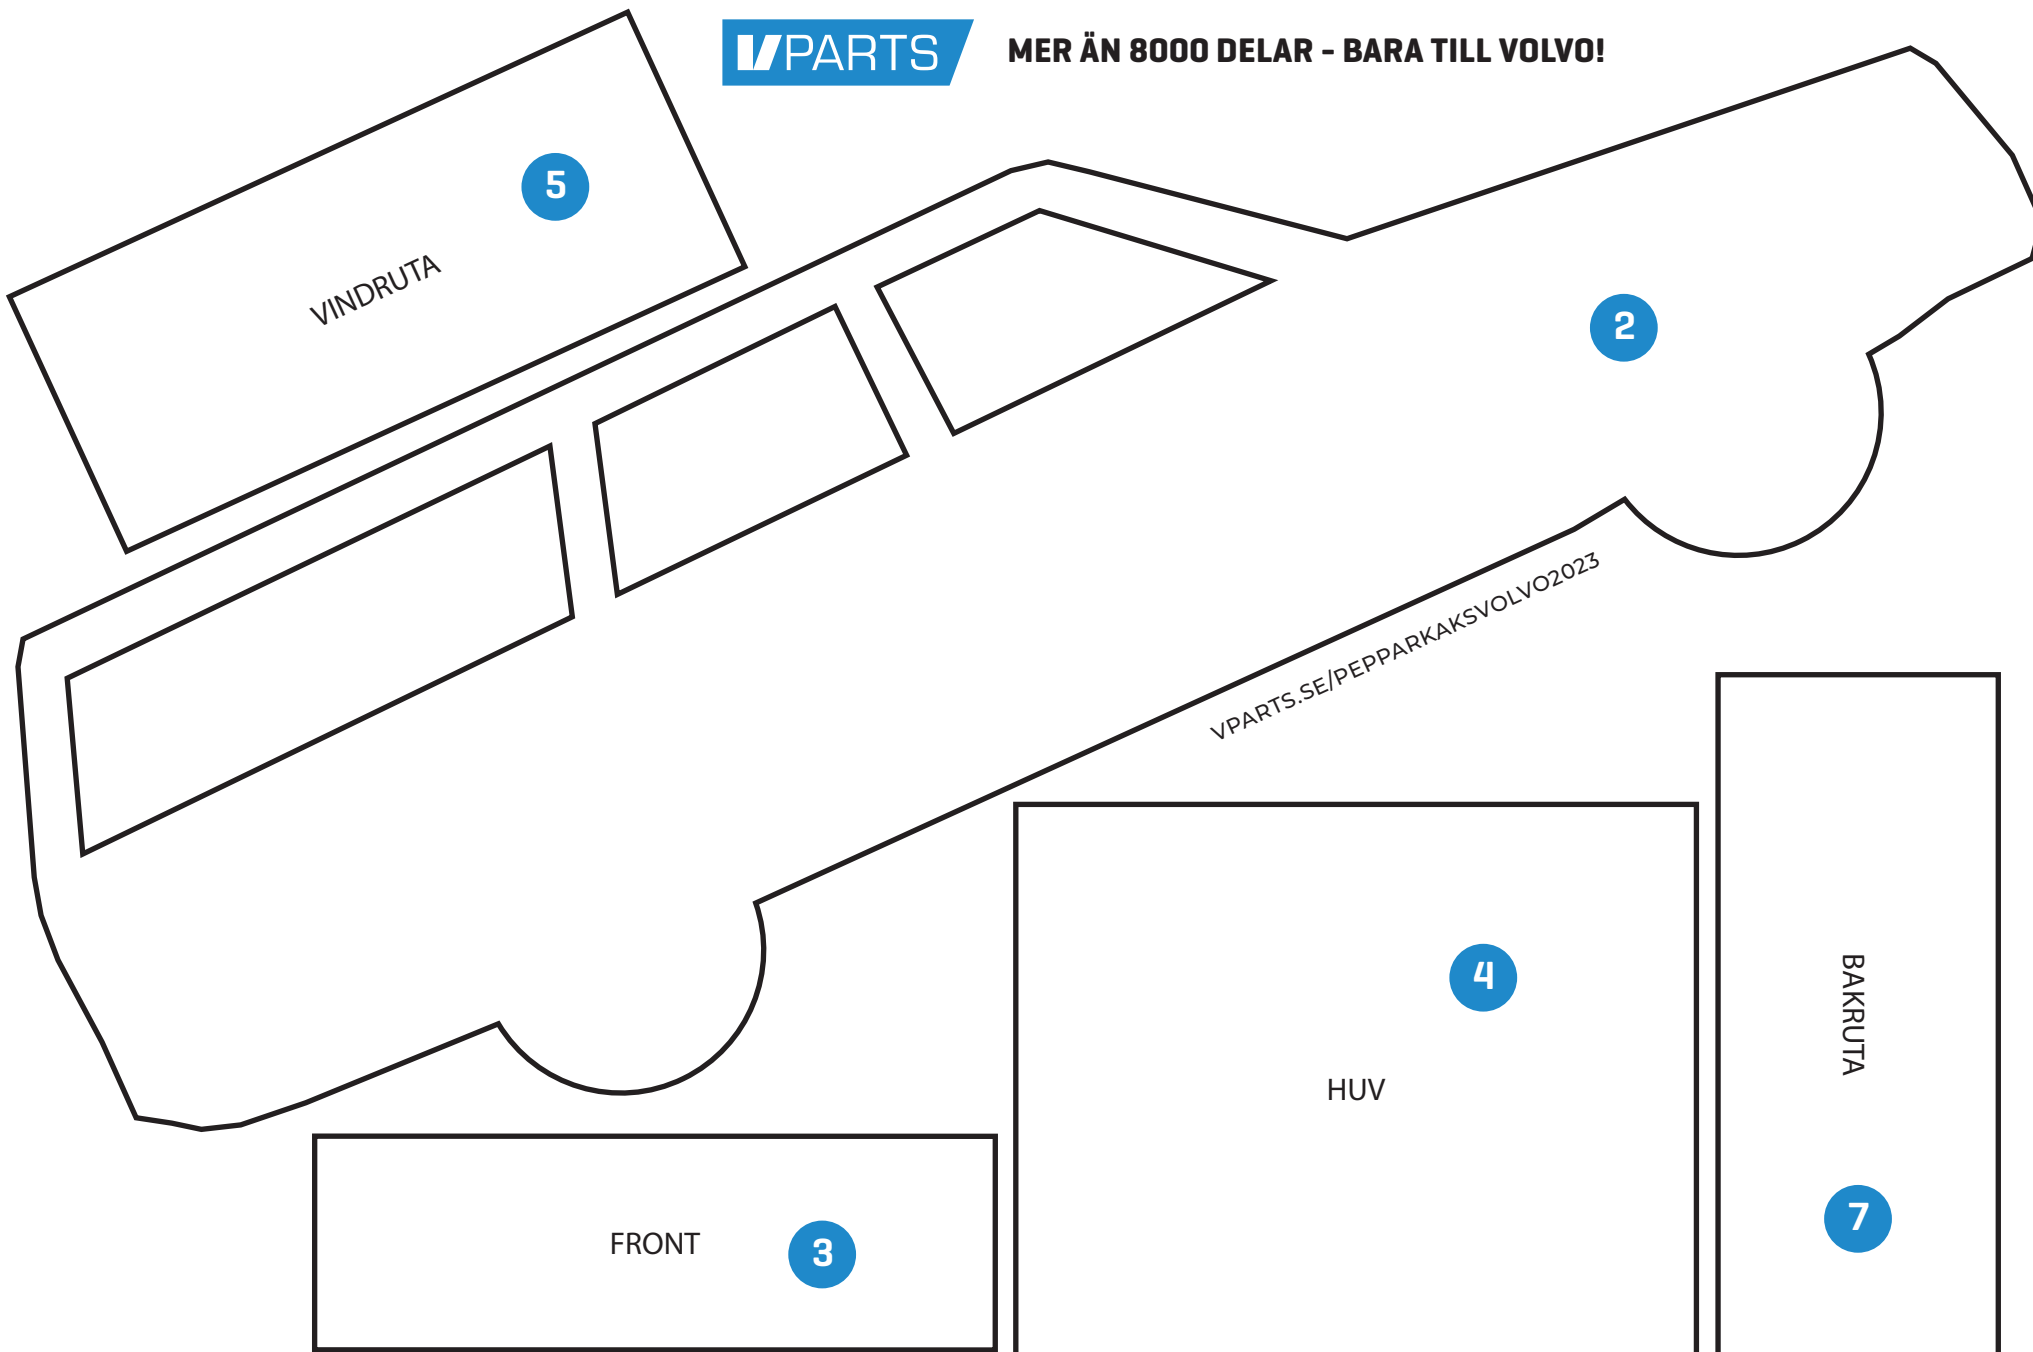 VPARTS
MER ÄN 8000 DELAR - BARA TILL VOLVO!
5
VINDRUTA
2
VPARTS.SE/PEPPARKAKSVOLVO2023
4
HUV
BAKRUTA
7
FRONT
3